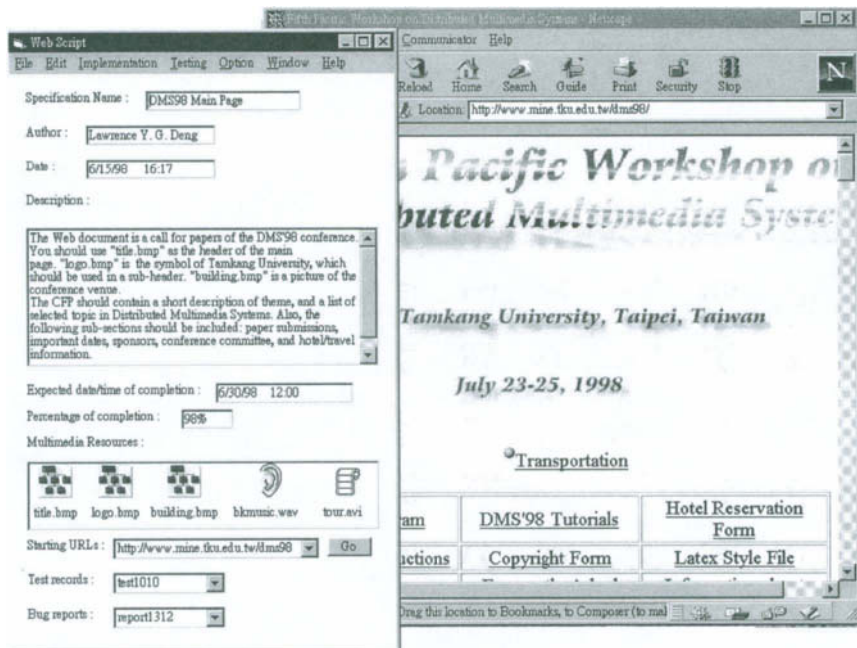 Fifth Pacific Workshop on Distributed Multimedia Systems - Netscape
Web Script
File Edit Implementation Testing Option Window Help
Specification Name : DMS98 Main Page
Author : Lawrence Y. G. Deng
Date : 6/15/98 16:17
Description :
The Web document is a call for papers of the DMS'98 conference.
You should use "title.bmp" as the header of the main
page. "logo.bmp" is the symbol of Tamkang University, which
should be used in a sub-header. "building.bmp" is a picture of the
conference venue.
The CFP should contain a short description of theme, and a list of
selected topic in Distributed Multimedia Systems. Also, the
following sub-sections should be included: paper submissions,
important dates, sponsors, conference committee, and hotel/travel
information.
Expected date/time of completion : 6/30/98 12:00
Percentage of completion : 98%
Multimedia Resources :
title.bmp logo.bmp building.bmp bkmusic.wav tour.avi
Starting URLs : http://www.mine.tku.edu.tw/dms98 Go
Test records : test1010
Bug reports : report1312
Communicator Help
Reload Home Search Guide Print Security Stop
N
Location: http://www.mine.tku.edu.tw/dms98/
Pacific Workshop o
buted Multimedia Syste
Tamkang University, Taipei, Taiwan
July 23-25, 1998
Transportation
ram DMS'98 Tutorials Hotel Reservation
Form
uctions Copyright Form Latex Style File
Drag this location to Bookmarks, to Composer (to mal